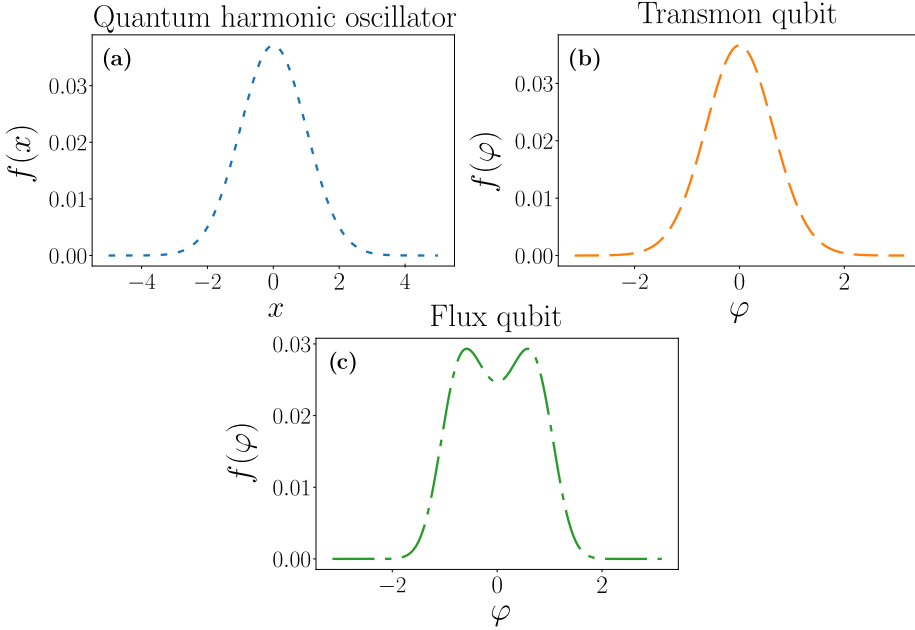 Quantum harmonic oscillator
(a)
f(x)
0.03
0.02
0.01
0.00
−4 −2 0 2 4
x
Transmon qubit
(b)
f(φ)
0.03
0.02
0.01
0.00
−2 0 2
φ
Flux qubit
(c)
f(φ)
0.03
0.02
0.01
0.00
−2 0 2
φ